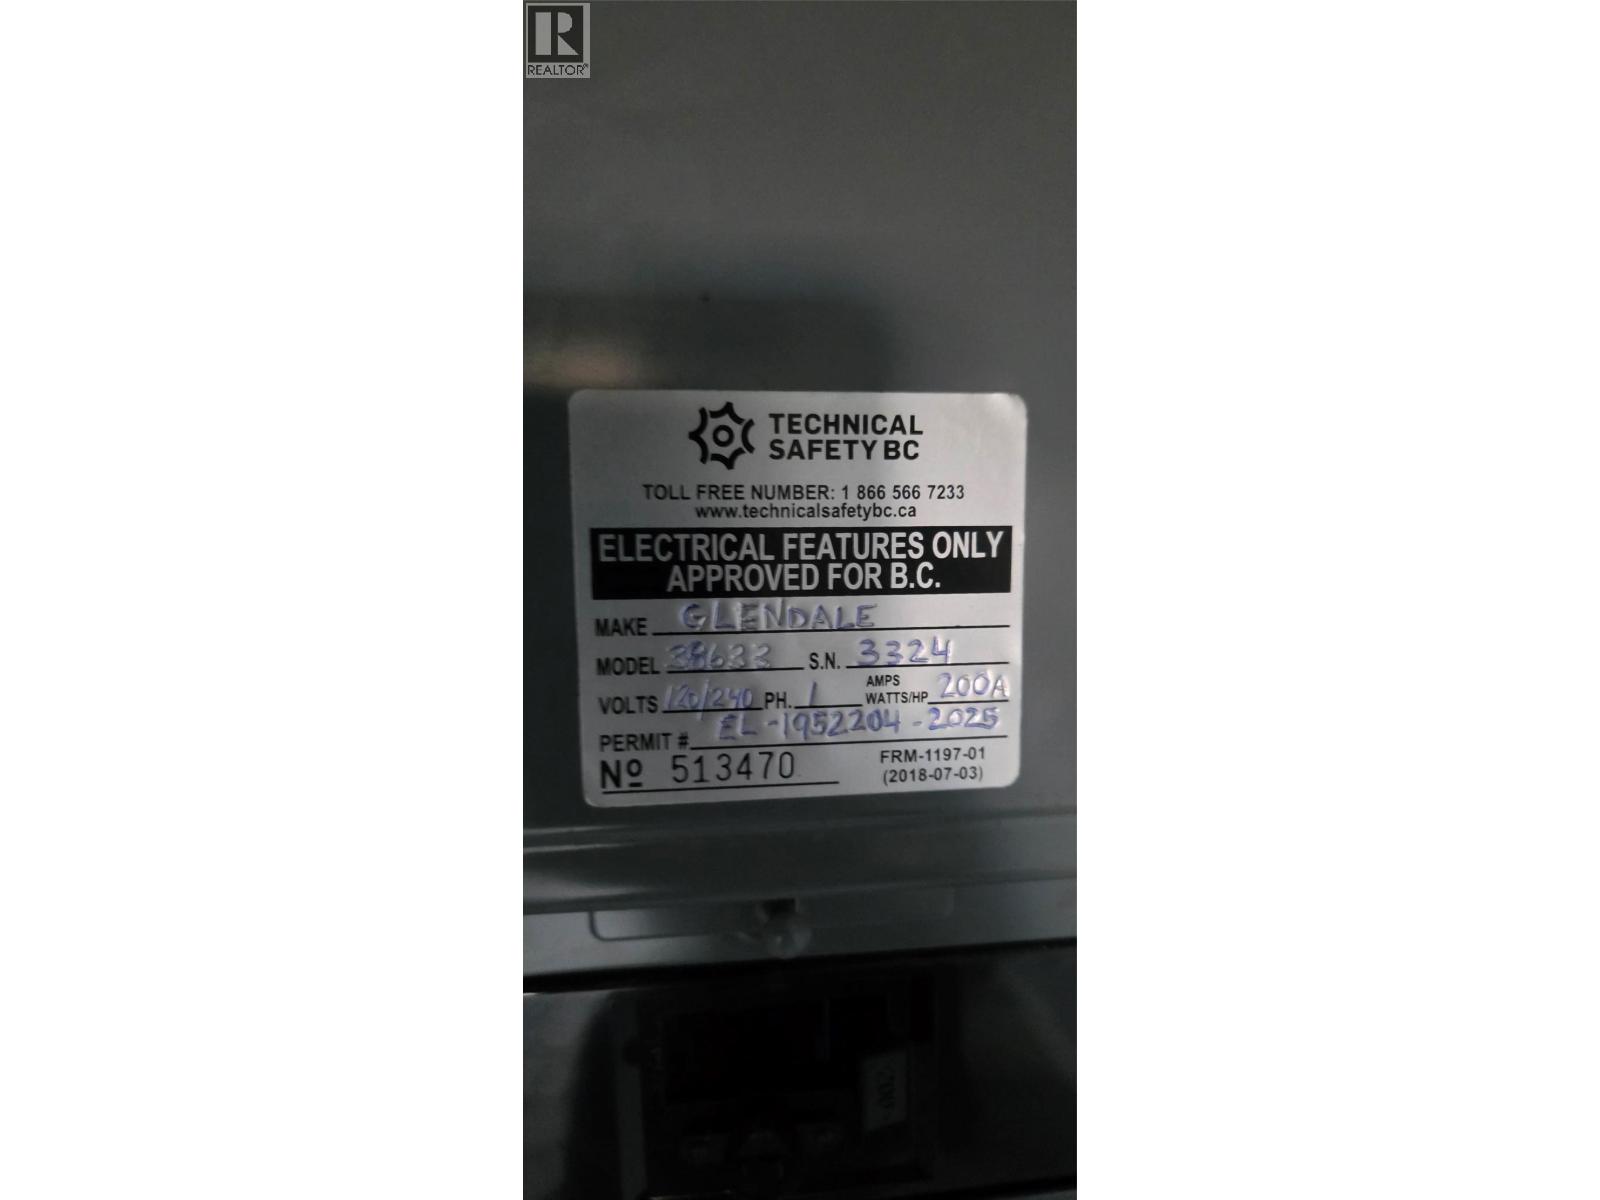 REALTOR®
TECHNICAL
SAFETY BC
TOLL FREE NUMBER: 1 866 566 7233
www.technicalsafetybc.ca
ELECTRICAL FEATURES ONLY
APPROVED FOR B.C.
MAKE GLENDALE
MODEL 38633 S.N. 3324
VOLTS 120/240 PH. 1 AMPS WATTS/HP 200A
PERMIT # EL-1952204-2025
Nº 513470 FRM-1197-01
(2018-07-03)
200